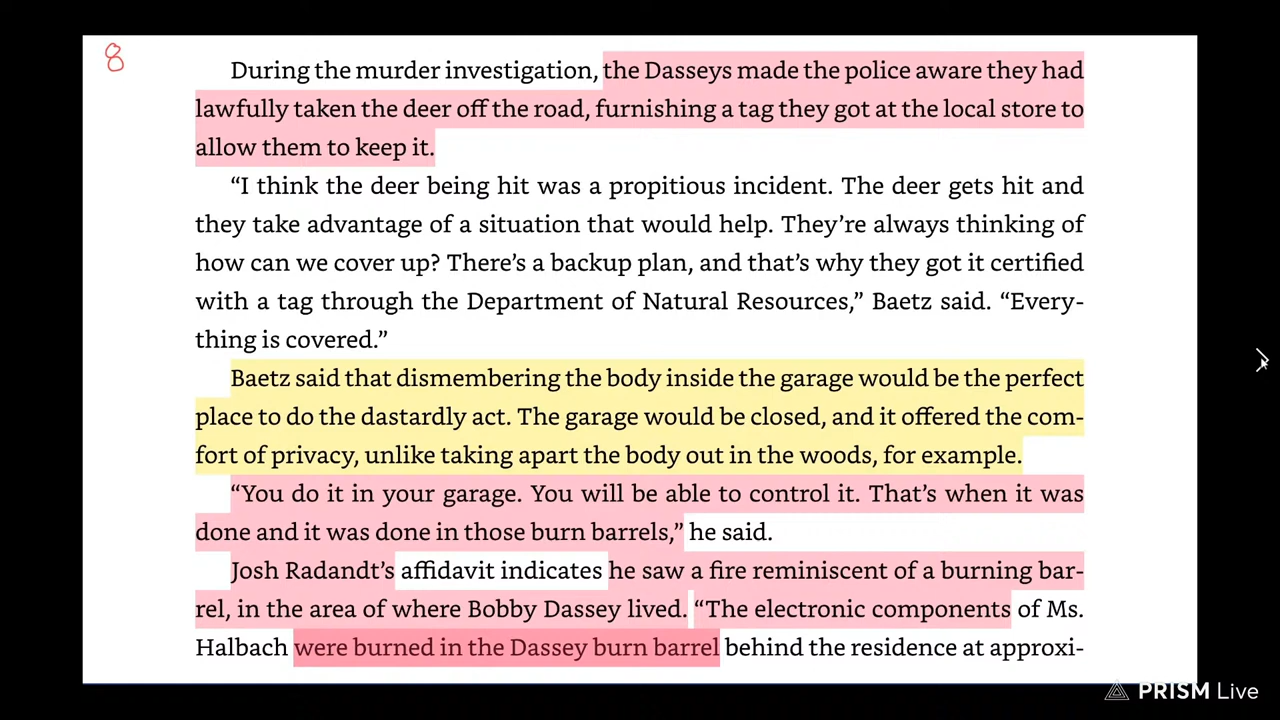 8
During the murder investigation, the Dasseys made the police aware they had
lawfully taken the deer off the road, furnishing a tag they got at the local store to
allow them to keep it.
“I think the deer being hit was a propitious incident. The deer gets hit and
they take advantage of a situation that would help. They’re always thinking of
how can we cover up? There’s a backup plan, and that’s why they got it certified
with a tag through the Department of Natural Resources,” Baetz said. “Every-
thing is covered.”
Baetz said that dismembering the body inside the garage would be the perfect
place to do the dastardly act. The garage would be closed, and it offered the com-
fort of privacy, unlike taking apart the body out in the woods, for example.
“You do it in your garage. You will be able to control it. That’s when it was
done and it was done in those burn barrels,” he said.
Josh Radandt’s affidavit indicates he saw a fire reminiscent of a burning bar-
rel, in the area of where Bobby Dassey lived. “The electronic components of Ms.
Halbach were burned in the Dassey burn barrel behind the residence at approxi-
PRISM Live